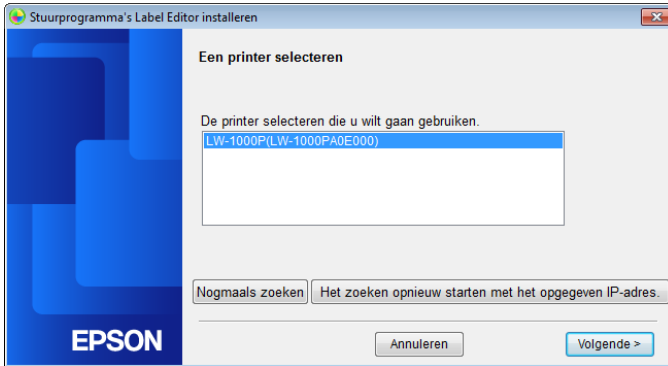 Stuurprogramma's Label Editor installeren
Een printer selecteren
De printer selecteren die u wilt gaan gebruiken.
LW-1000P(LW-1000PA0E000)
Nogmaals zoeken Het zoeken opnieuw starten met het opgegeven IP-adres.
EPSON
Annuleren Volgende >